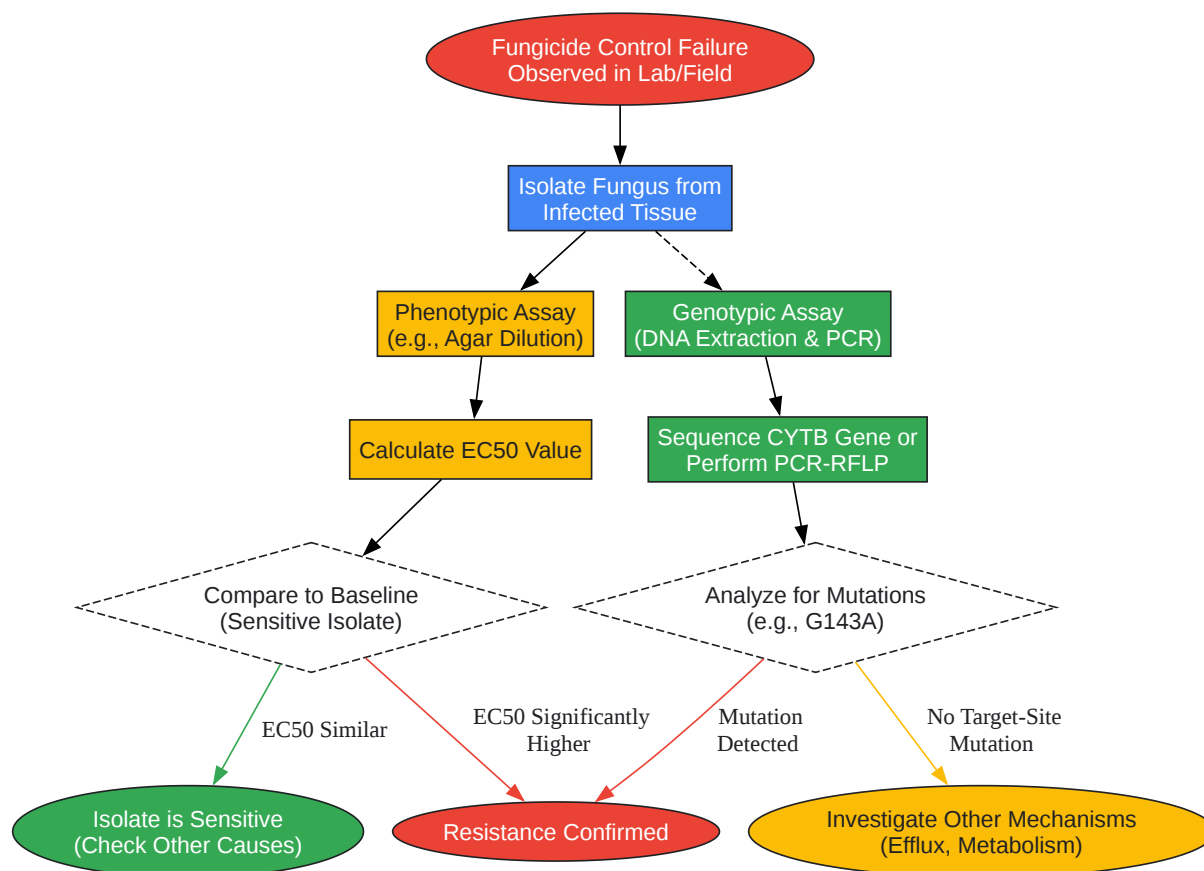 Fungicide Control Failure
Observed in Lab/Field
Isolate Fungus from
Infected Tissue
Phenotypic Assay
(e.g., Agar Dilution)
Genotypic Assay
(DNA Extraction & PCR)
Calculate EC50 Value
Sequence CYTB Gene or
Perform PCR-RFLP
Compare to Baseline
(Sensitive Isolate)
Analyze for Mutations
(e.g., G143A)
EC50 Similar
EC50 Significantly
Higher
Mutation
Detected
No Target-Site
Mutation
Isolate is Sensitive
(Check Other Causes)
Resistance Confirmed
Investigate Other Mechanisms
(Efflux, Metabolism)